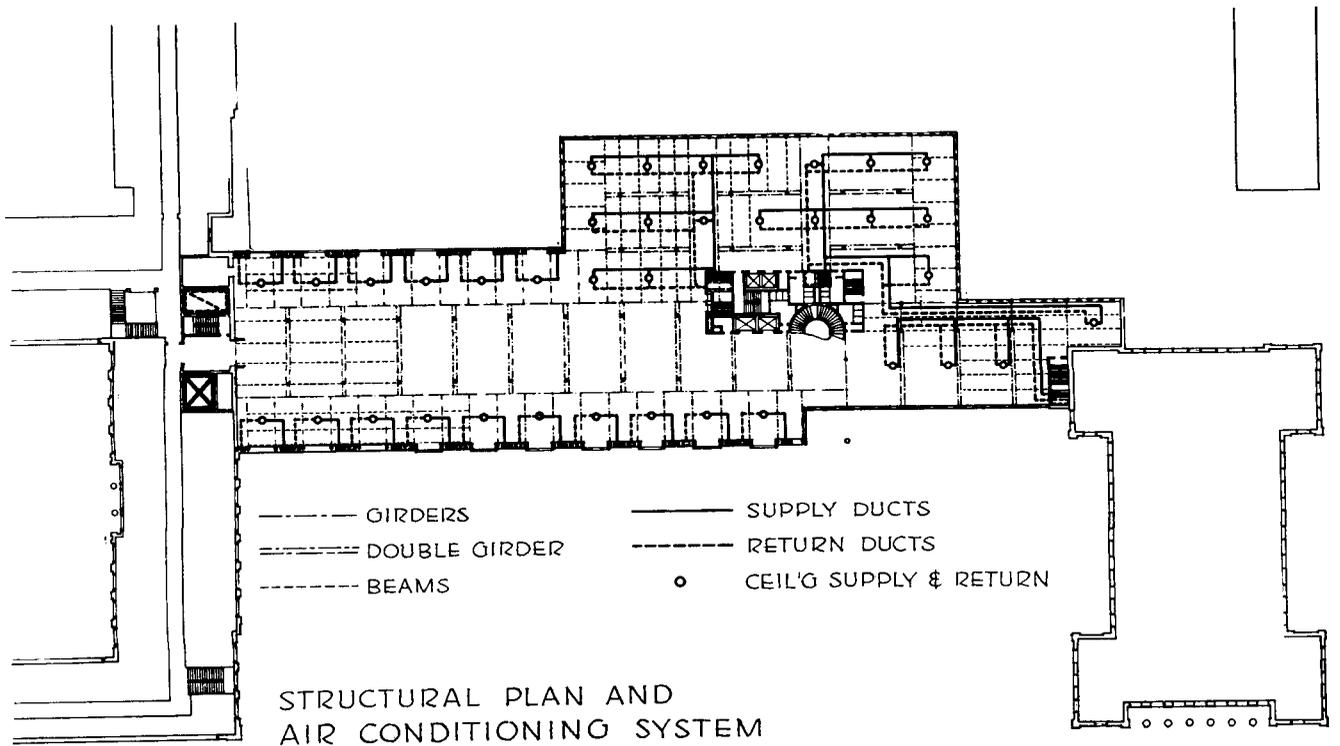 GIRDERS
DOUBLE GIRDER
BEAMS
SUPPLY DUCTS
RETURN DUCTS
CEIL'G SUPPLY & RETURN
STRUCTURAL PLAN AND
AIR CONDITIONING SYSTEM